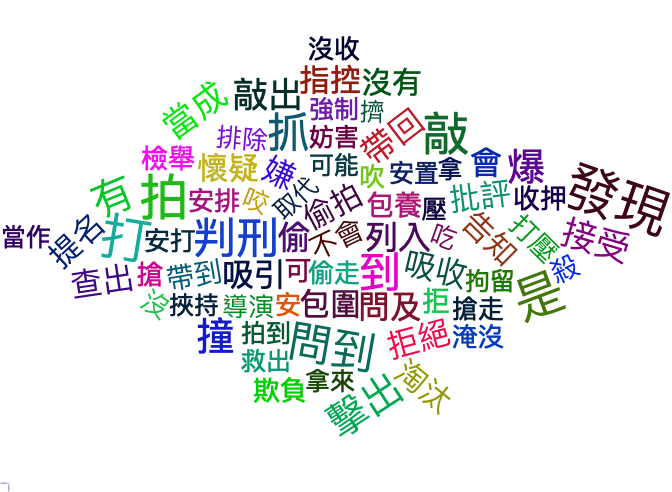 沒收
指控
沒有
敲出
當成
強制
擠
抓
妨害
帶回
敲
排除
檢舉
懷疑
嫌
可能
吹
安置
拿
會
爆
發現
有
拍
安排
咬
取代
偷拍
包養
壓
批評
收押
當作
提名
打
安打
判刑
偷
不會
列入
吃
告知
打壓
接受
查出
搶
帶到
吸引
可
偷走
到
吸收
拘留
殺
是
挾持
導演
安
包圍
問及
拒
搶走
撞
拍到
問到
拒絕
淹沒
救出
欺負
拿來
淘汰
擊出